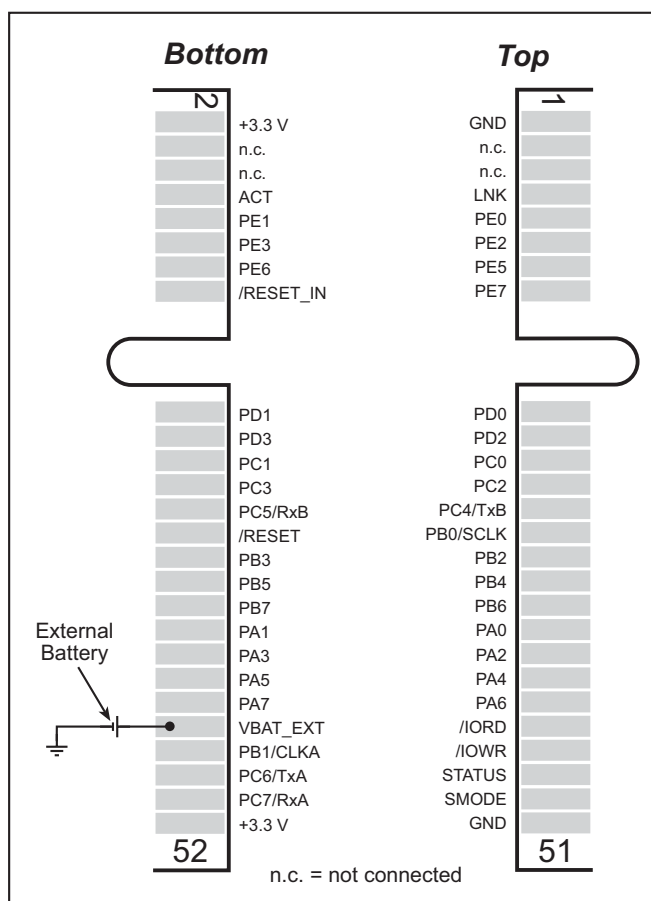 Bottom Top
2 1
+3.3 V GND
n.c. n.c.
n.c. n.c.
ACT LNK
PE1 PE0
PE3 PE2
PE6 PE5
/RESET_IN PE7
PD1 PD0
PD3 PD2
PC1 PC0
PC3 PC2
PC5/RxB PC4/TxB
/RESET PB0/SCLK
PB3 PB2
PB5 PB4
PB7 PB6
PA1 PA0
PA3 PA2
PA5 PA4
PA7 PA6
External
Battery
VBAT_EXT /IORD
PB1/CLKA /IOWR
PC6/TxA STATUS
PC7/RxA SMODE
+3.3 V GND
52 51
n.c. = not connected